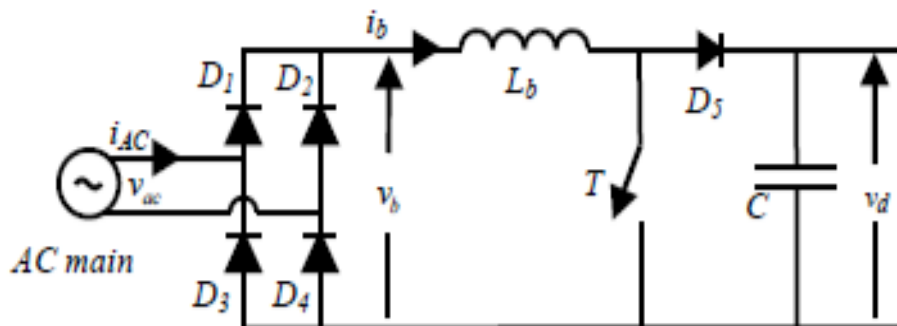 i_b
D_1
D_2
L_b
D_5
i_AC
v_ac
v_b
T
C
v_d
AC main
D_3
D_4